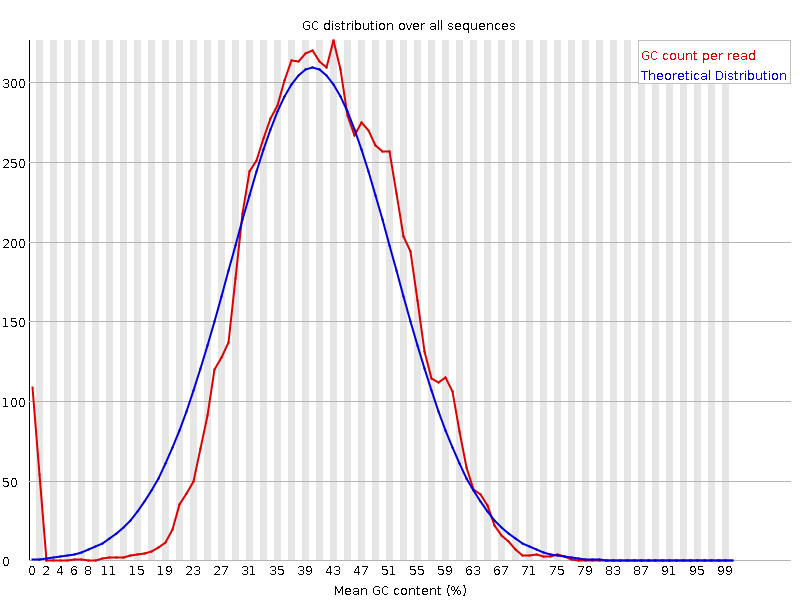 GC distribution over all sequences
GC count per read
Theoretical Distribution
300
250
200
150
100
50
0
0 2 4 6 8 11 15 19 23 27 31 35 39 43 47 51 55 59 63 67 71 75 79 83 87 91 95 99
Mean GC content (%)